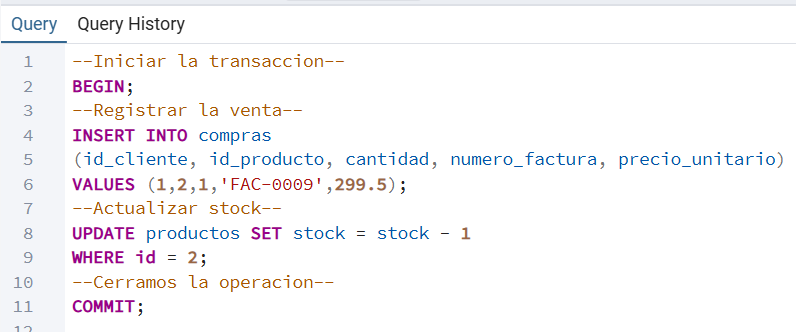 Query Query History
1 --Iniciar la transaccion--
2 BEGIN;
3 --Registrar la venta--
4 INSERT INTO compras
5 (id_cliente, id_producto, cantidad, numero_factura, precio_unitario)
6 VALUES (1,2,1,'FAC-0009',299.5);
7 --Actualizar stock--
8 UPDATE productos SET stock = stock - 1
9 WHERE id = 2;
10 --Cerramos la operacion--
11 COMMIT;
12